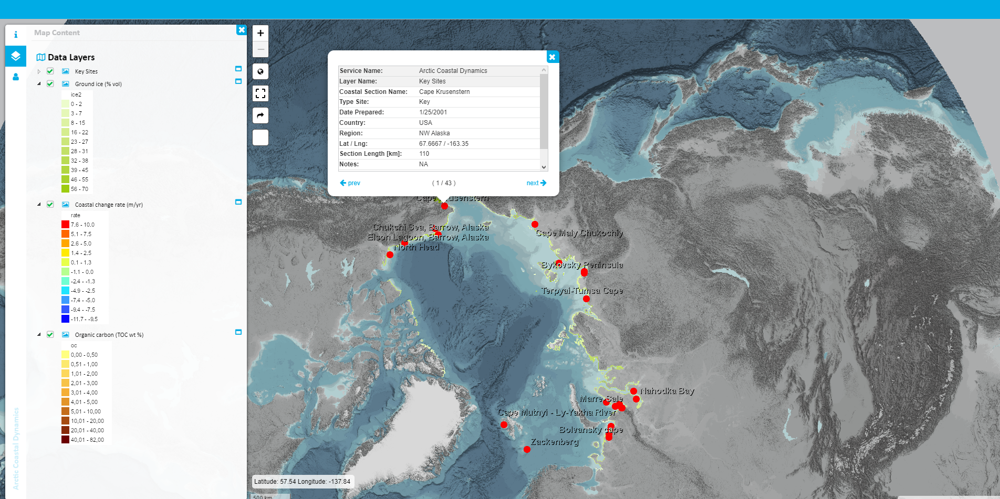 Map Content
Data Layers
Key Sites
Ground ice (% vol)
ice2
0 - 2
3 - 7
8 - 15
16 - 22
23 - 27
28 - 31
32 - 38
39 - 45
46 - 55
56 - 70
Coastal change rate (m/yr)
rate
7.6 - 10.0
5.1 - 7.5
2.6 - 5.0
1.4 - 2.5
0.1 - 1.3
-1.1 - 0.0
-2.4 - -1.3
-4.9 - -2.5
-7.4 - -5.0
-9.4 - -7.5
-11.7 - -9.5
Organic carbon (TOC wt %)
oc
0,00 - 0,50
0,51 - 1,00
1,01 - 2,00
2,01 - 3,00
3,01 - 4,00
4,01 - 5,00
5,01 - 10,00
10,01 - 20,00
20,01 - 40,00
40,01 - 82,00
Arctic Coastal Dynamics
Service Name: Arctic Coastal Dynamics
Layer Name: Key Sites
Coastal Section Name: Cape Krusenstern
Type Site: Key
Date Prepared: 1/25/2001
Country: USA
Region: NW Alaska
Lat / Lng: 67.6667 / -163.35
Section Length [km]: 110
Notes: NA
prev ( 1 / 43 ) next
Cape Krusenstern
Chukchi Sea, Barrow, Alaska
Elson Lagoon, Barrow, Alaska
North Head
Cape Maly Chukochiy
Bykovsky Peninsula
Terpyai-Tumsa Cape
Nahodka Bay
Marre-Sale
Cape Mutnyi - Ly-Yakha River
Bolvansky cape
Zackenberg
Latitude: 57.54 Longitude: -137.84
500 km